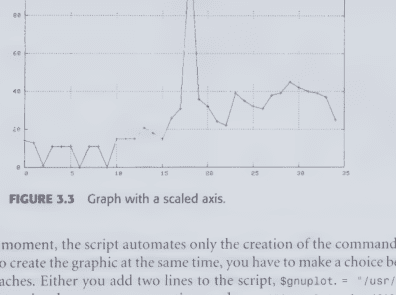 80
60
40
20
0
0 5 10 15 20 25 30 35
FIGURE 3.3 Graph with a scaled axis.
moment, the script automates only the creation of the command
o create the graphic at the same time, you have to make a choice be
aches. Either you add two lines to the script, $gnuplot. = "/usr/